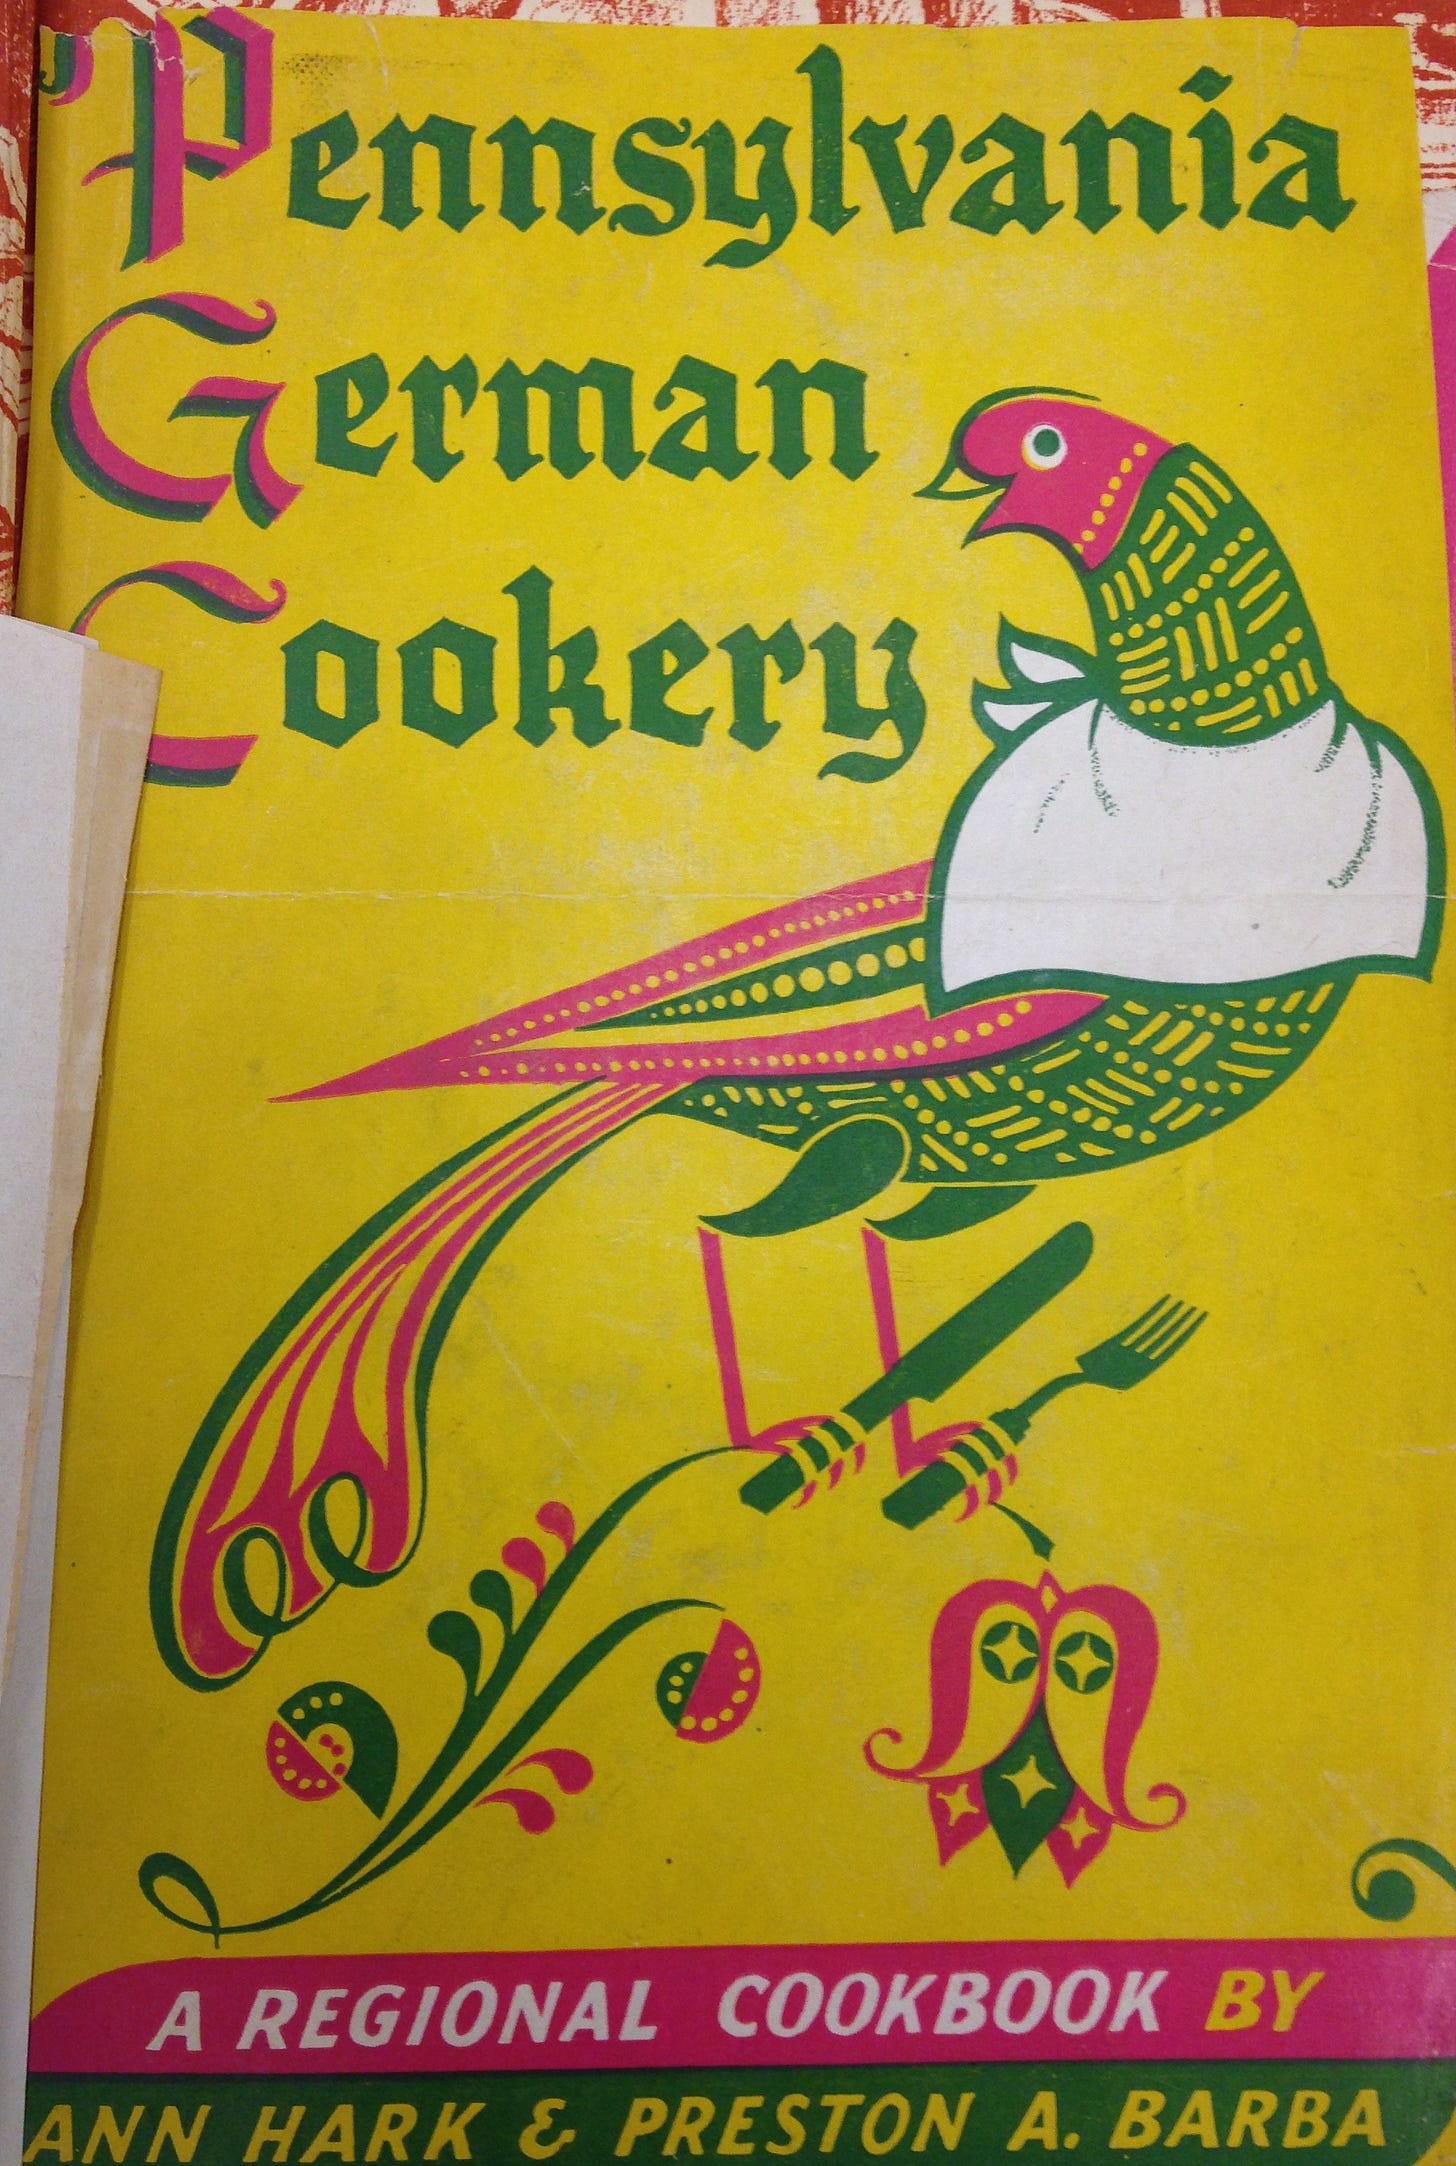 Pennsylvania
German
Cookery
A REGIONAL COOKBOOK BY
ANN HARK & PRESTON A. BARBA